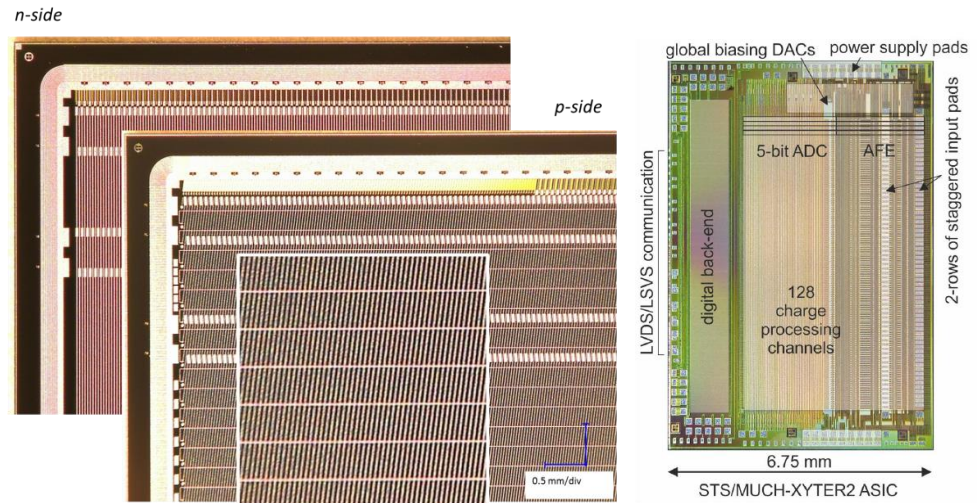 n-side
p-side
0.5 mm/div
global biasing DACs
power supply pads
5-bit ADC
AFE
LVDS/LSVS communication
digital back-end
128
charge
processing
channels
2-rows of staggered input pads
6.75 mm
STS/MUCH-XYTER2 ASIC